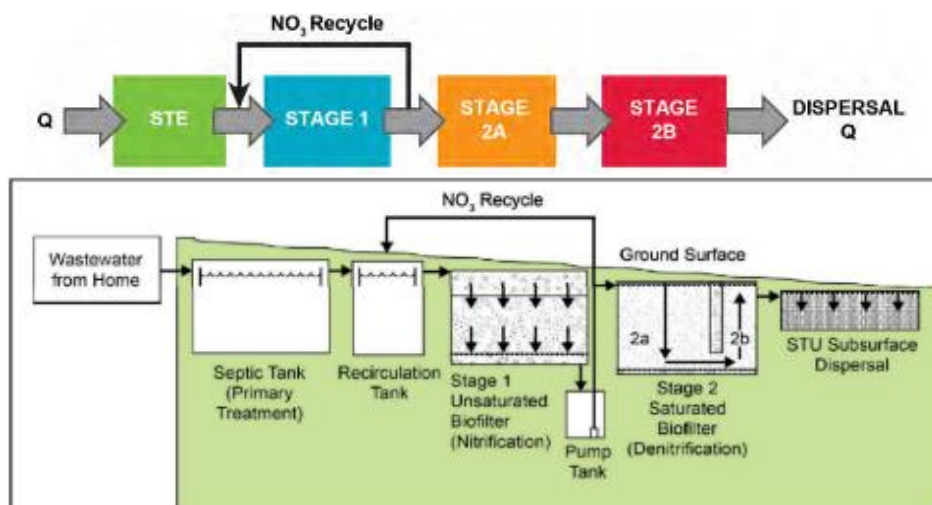 NO3 Recycle
Q
STE
STAGE 1
STAGE
2A
STAGE
2B
DISPERSAL
Q
NO3 Recycle
Wastewater
from Home
Ground Surface
2a
2b
Septic Tank
(Primary
Treatment)
Recirculation
Tank
Stage 1
Unsaturated
Biofilter
(Nitrification)
Pump
Tank
Stage 2
Saturated
Biofilter
(Denitrification)
STU Subsurface
Dispersal